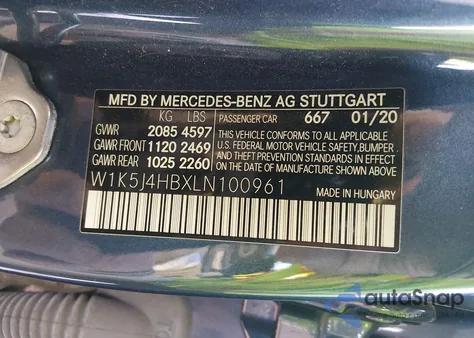 MFD BY MERCEDES-BENZ AG STUTTGART
KG LBS PASSENGER CAR 667 01/20
GVWR 2085 4597
GAWR FRONT 1120 2469
GAWR REAR 1025 2260
THIS VEHICLE CONFORMS TO ALL APPLICABLE
U.S. FEDERAL MOTOR VEHICLE SAFETY, BUMPER,
AND THEFT PREVENTION STANDARDS
IN EFFECT ON THE
DATE OF MANUFACTURE SHOWN ABOVE.
W1K5J4HBXLN100961
MADE IN HUNGARY
autoSnap